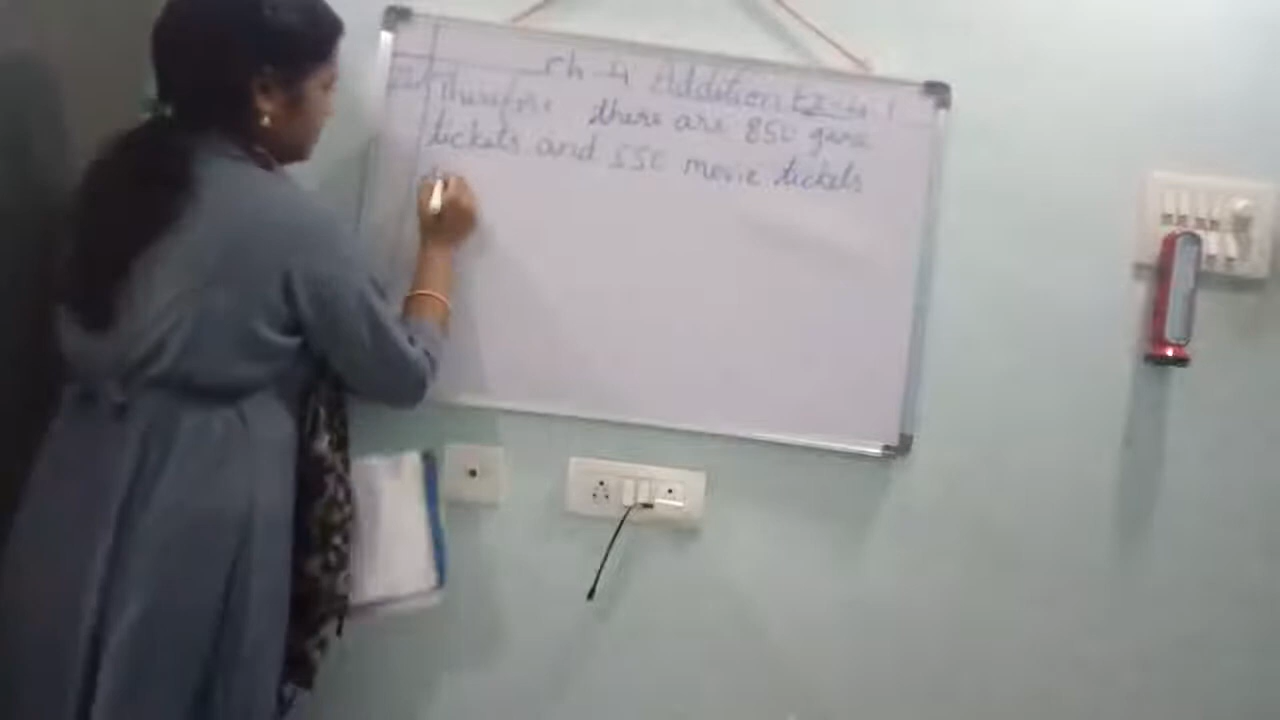 ch-4 Addition Ex-4.1
therefore there are 850 game
tickets and 550 movie tickets